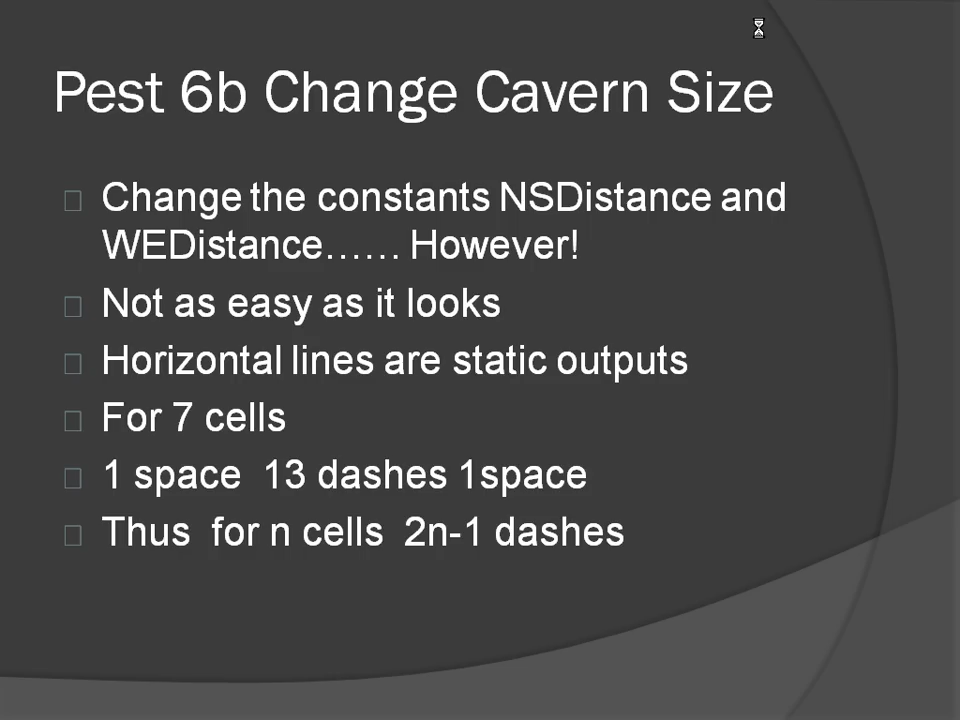 Pest 6b Change Cavern Size
Change the constants NSDistance and
WEDistance…… However!
Not as easy as it looks
Horizontal lines are static outputs
For 7 cells
1 space  13 dashes 1space
Thus  for n cells  2n-1 dashes